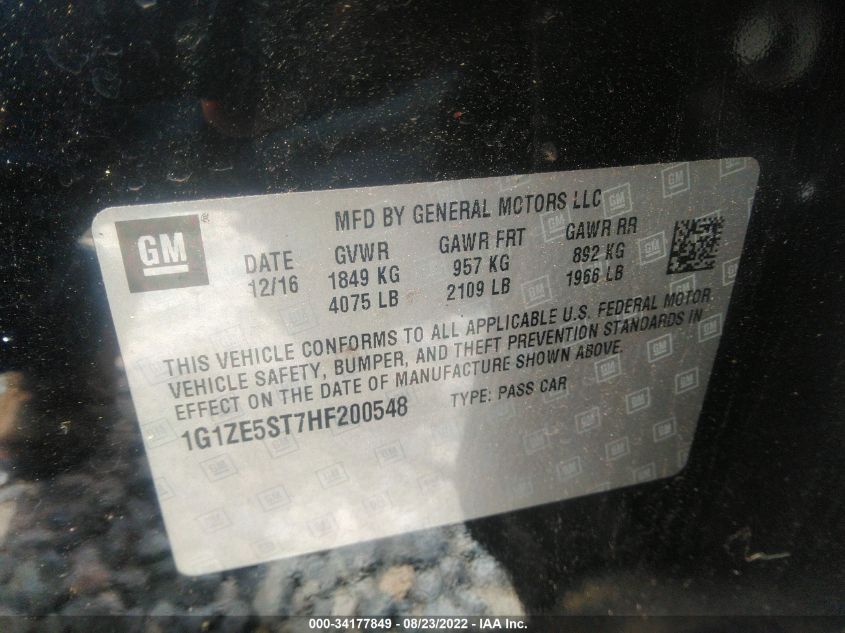 MFD BY GENERAL MOTORS LLC
GM ®
DATE GVWR GAWR FRT GAWR RR
12/16 1849 KG 957 KG 892 KG
4075 LB 2109 LB 1966 LB
THIS VEHICLE CONFORMS TO ALL APPLICABLE U.S. FEDERAL MOTOR
VEHICLE SAFETY, BUMPER, AND THEFT PREVENTION STANDARDS IN
EFFECT ON THE DATE OF MANUFACTURE SHOWN ABOVE.
1G1ZE5ST7HF200548 TYPE: PASS CAR
000-34177849 - 08/23/2022 - IAAI.com